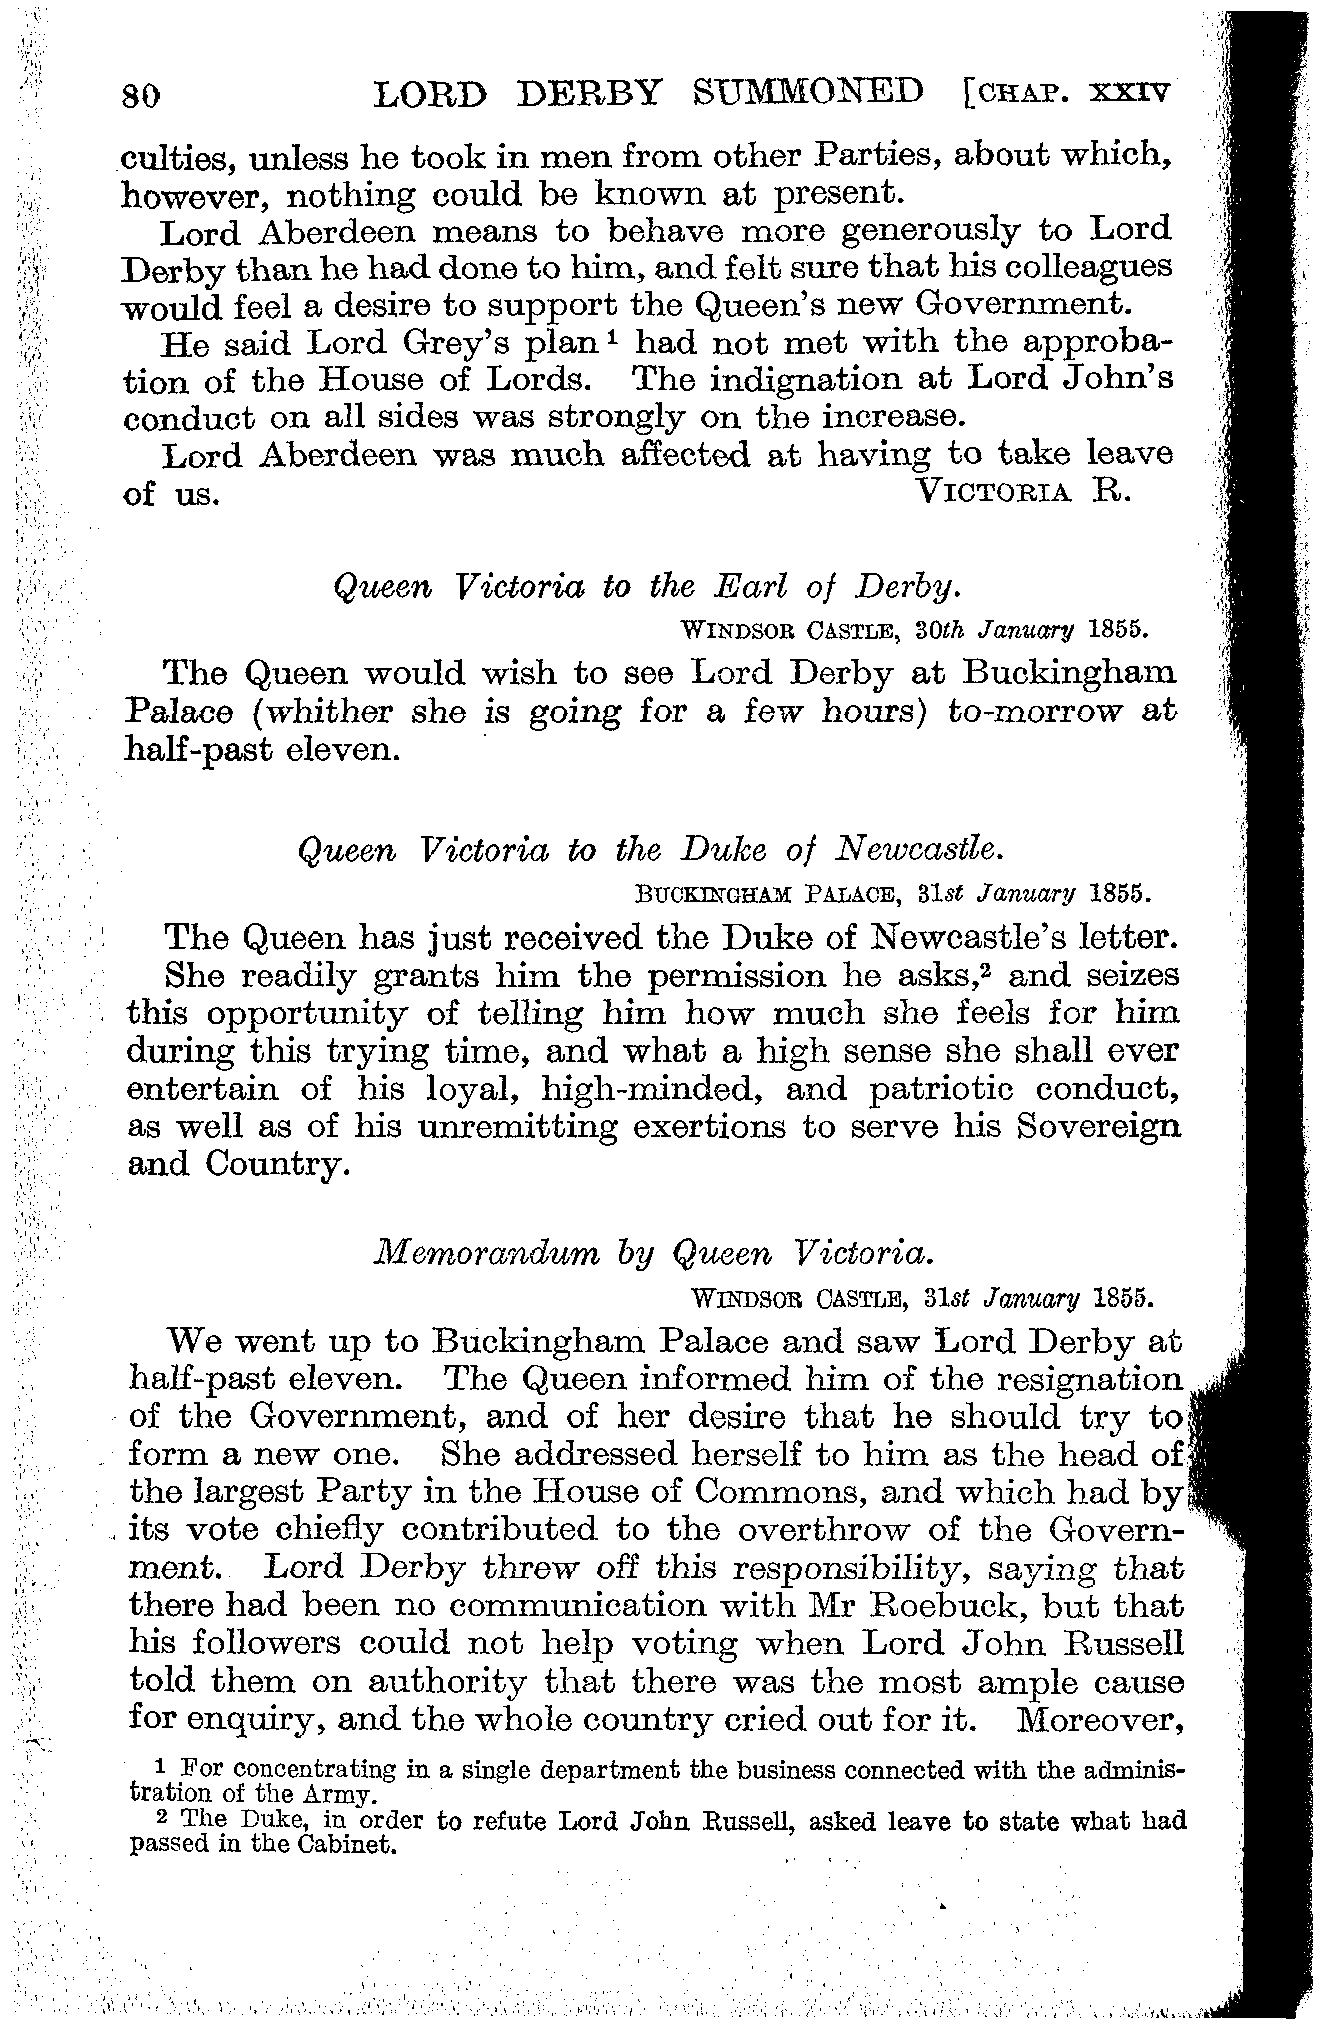 80 LORD DERBY SUMMONED [CHAP. XXIV
culties, unless he took in men from other Parties, about which,
however, nothing could be known at present.
Lord Aberdeen means to behave more generously to Lord
Derby than he had done to him, and felt sure that his colleagues
would feel a desire to support the Queen's new Government.
He said Lord Grey's plan¹ had not met with the approba-
tion of the House of Lords. The indignation at Lord John's
conduct on all sides was strongly on the increase.
Lord Aberdeen was much affected at having to take leave
of us. VICTORIA R.
Queen Victoria to the Earl of Derby.
WINDSOR CASTLE, 30th January 1855.
The Queen would wish to see Lord Derby at Buckingham
Palace (whither she is going for a few hours) to-morrow at
half-past eleven.
Queen Victoria to the Duke of Newcastle.
BUCKINGHAM PALACE, 31st January 1855.
The Queen has just received the Duke of Newcastle's letter.
She readily grants him the permission he asks,² and seizes
this opportunity of telling him how much she feels for him
during this trying time, and what a high sense she shall ever
entertain of his loyal, high-minded, and patriotic conduct,
as well as of his unremitting exertions to serve his Sovereign
and Country.
Memorandum by Queen Victoria.
WINDSOR CASTLE, 31st January 1855.
We went up to Buckingham Palace and saw Lord Derby at
half-past eleven. The Queen informed him of the resignation
of the Government, and of her desire that he should try to
form a new one. She addressed herself to him as the head of
the largest Party in the House of Commons, and which had by
its vote chiefly contributed to the overthrow of the Govern-
ment. Lord Derby threw off this responsibility, saying that
there had been no communication with Mr Roebuck, but that
his followers could not help voting when Lord John Russell
told them on authority that there was the most ample cause
for enquiry, and the whole country cried out for it. Moreover,
1 For concentrating in a single department the business connected with the adminis-
tration of the Army.
2 The Duke, in order to refute Lord John Russell, asked leave to state what had
passed in the Cabinet.